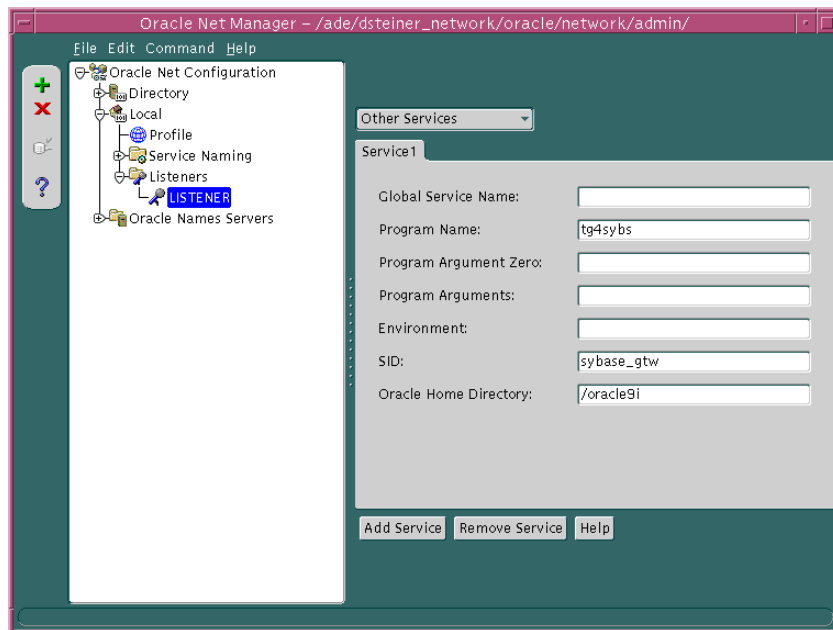 Oracle Net Manager – /ade/dsteiner_network/oracle/network/admin/
File Edit Command Help
Oracle Net Configuration
Directory
Local
Profile
Service Naming
Listeners
LISTENER
Oracle Names Servers
Other Services
Service1
Global Service Name:
Program Name: tg4sybs
Program Argument Zero:
Program Arguments:
Environment:
SID: sybase_gtw
Oracle Home Directory: /oracle9i
Add Service Remove Service Help